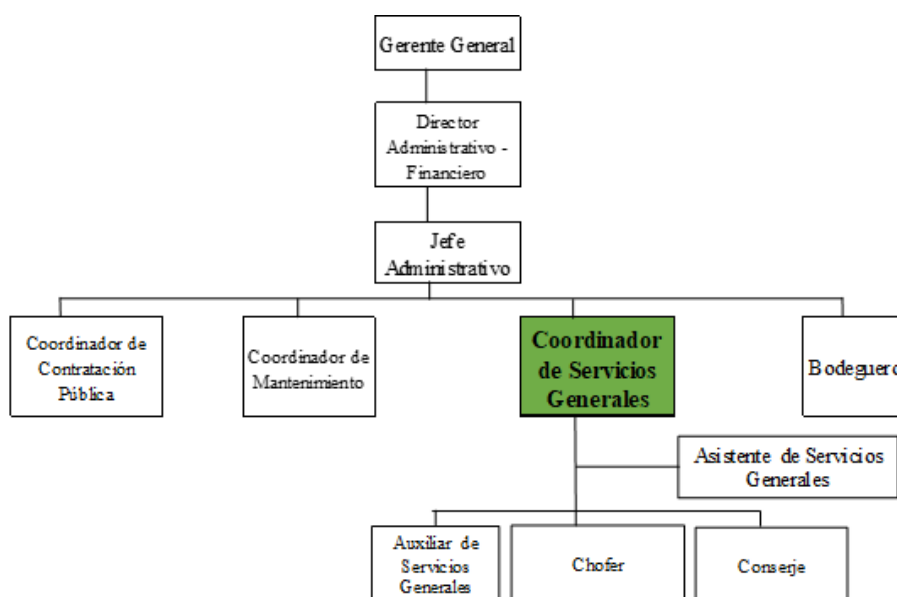 Gerente General
Director
Administrativo -
Financiero
Jefe
Administrativo
Coordinador de
Contratación
Pública
Coordinador de
Mantenimiento
Coordinador
de Servicios
Generales
Bodeguero
Asistente de Servicios
Generales
Auxiliar de
Servicios
Generales
Chofer
Conserje